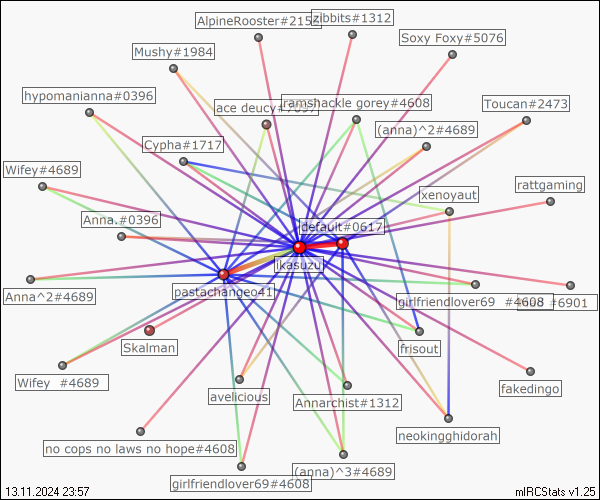 AlpineRooster#215
zibbits#1312
Mushy#1984
Soxy Foxy#5076
hypomanianna#0396
ace deucy#7097
ramshackle gorey#4608
Toucan#2473
(anna)^2#4689
Cypha#1717
Wifey#4689
xenoyaut
rattgaming
Anna.#0396
default#0617
ikasuzu
pastachangeo41
Anna^2#4689
girlfriendlover69 #4608
#6901
Skalman
frisout
Wifey #4689
avelicious
Annarchist#1312
fakedingo
neokingghidorah
no cops no laws no hope#4608
(anna)^3#4689
girlfriendlover69#4608
13.11.2024 23:57
mIRCStats v1.25